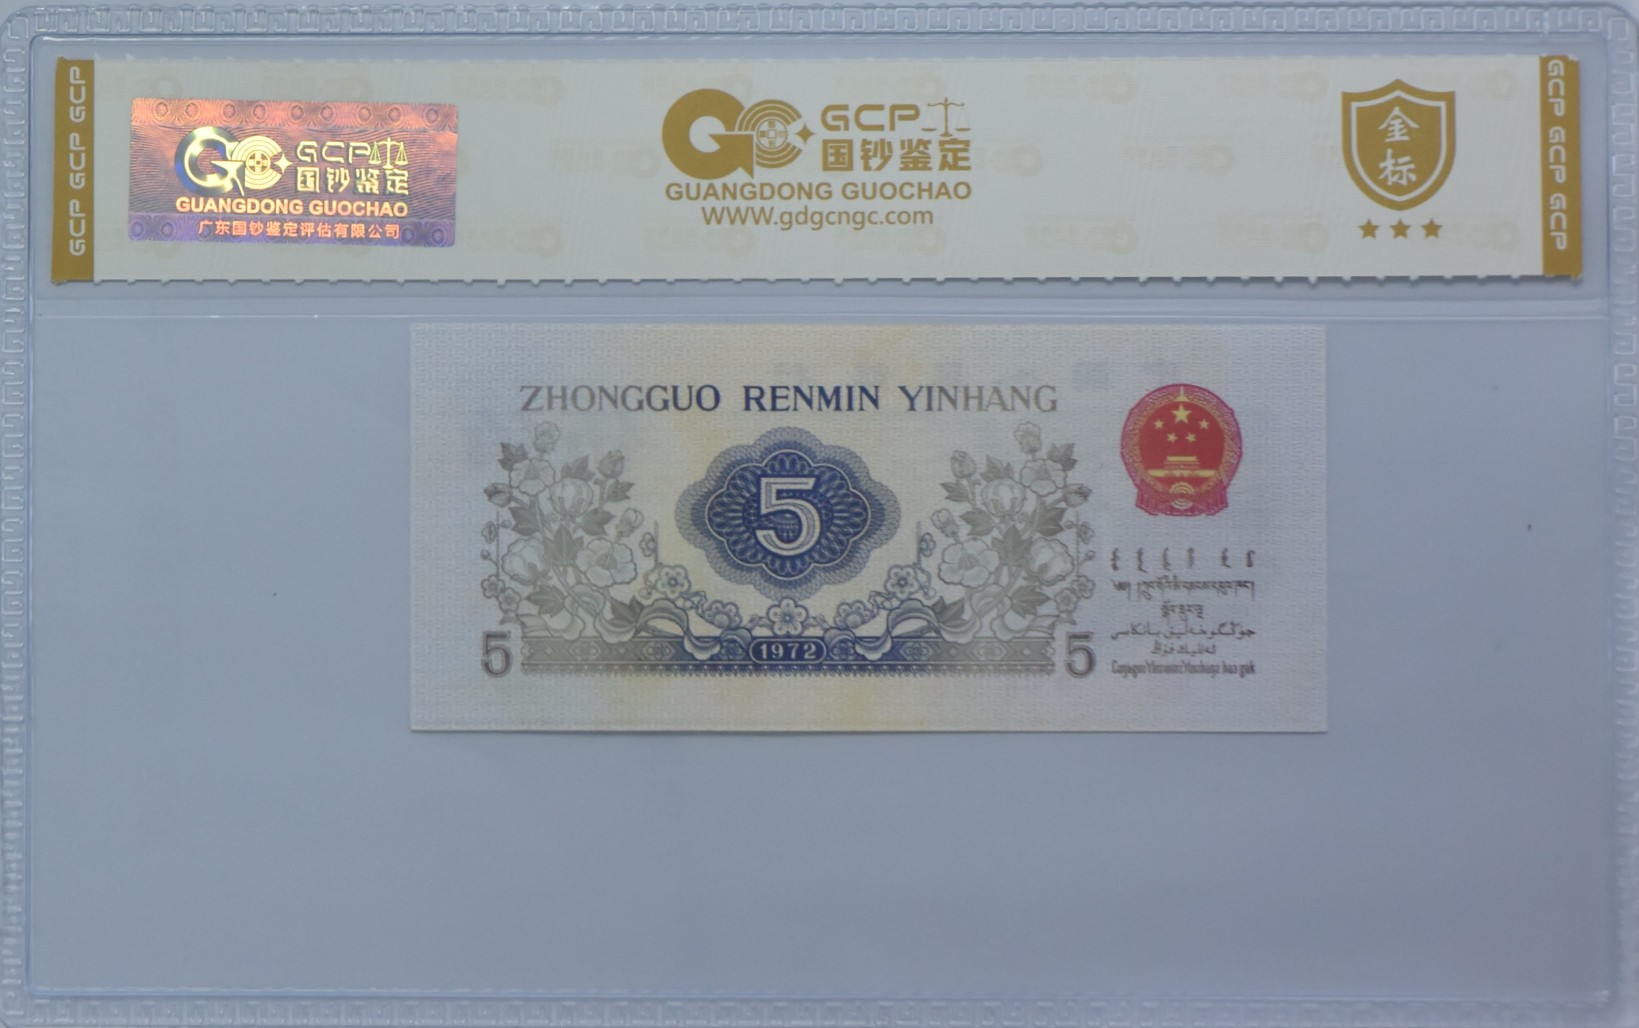 GCP GCP GCP
GCP
国钞鉴定
GUANGDONG GUOCHAO
广东国钞鉴定评估有限公司
GCP
国钞鉴定
GUANGDONG GUOCHAO
WWW.gdgcngc.com
金
标
GCP GCP GCP
ZHONGGUO RENMIN YINHANG
5
1972
5 5